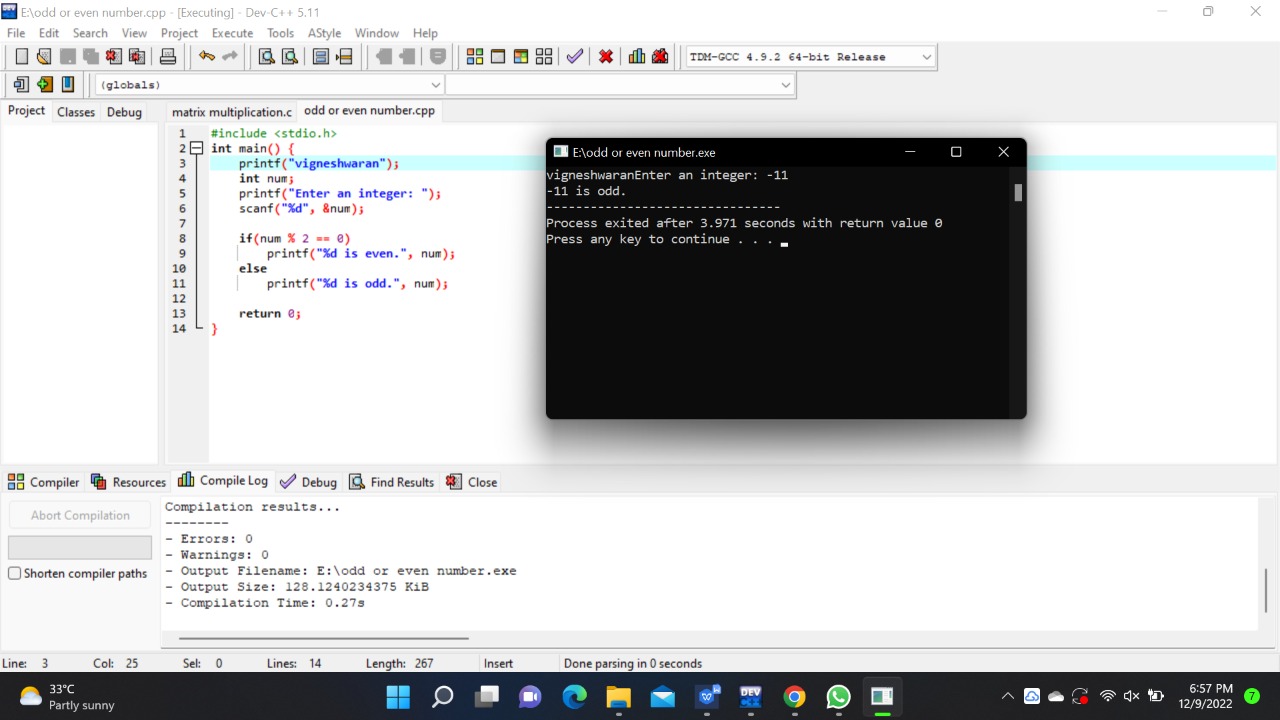 E:\odd or even number.cpp - [Executing] - Dev-C++ 5.11
File Edit Search View Project Execute Tools AStyle Window Help
TDM-GCC 4.9.2 64-bit Release
(globals)
Project Classes Debug
matrix multiplication.c odd or even number.cpp
1 #include <stdio.h>
2 int main() {
3 printf("vigneshwaran");
4 int num;
5 printf("Enter an integer: ");
6 scanf("%d", &num);
7
8 if(num % 2 == 0)
9 printf("%d is even.", num);
10 else
11 printf("%d is odd.", num);
12
13 return 0;
14 }
E:\odd or even number.exe
vigneshwaranEnter an integer: -11
-11 is odd.
--------------------------------
Process exited after 3.971 seconds with return value 0
Press any key to continue . . .
Compiler Resources Compile Log Debug Find Results Close
Abort Compilation
Shorten compiler paths
Compilation results...
--------
- Errors: 0
- Warnings: 0
- Output Filename: E:\odd or even number.exe
- Output Size: 128.1240234375 KiB
- Compilation Time: 0.27s
Line: 3 Col: 25 Sel: 0 Lines: 14 Length: 267 Insert Done parsing in 0 seconds
33°C
Partly sunny
DEV
6:57 PM
12/9/2022
7